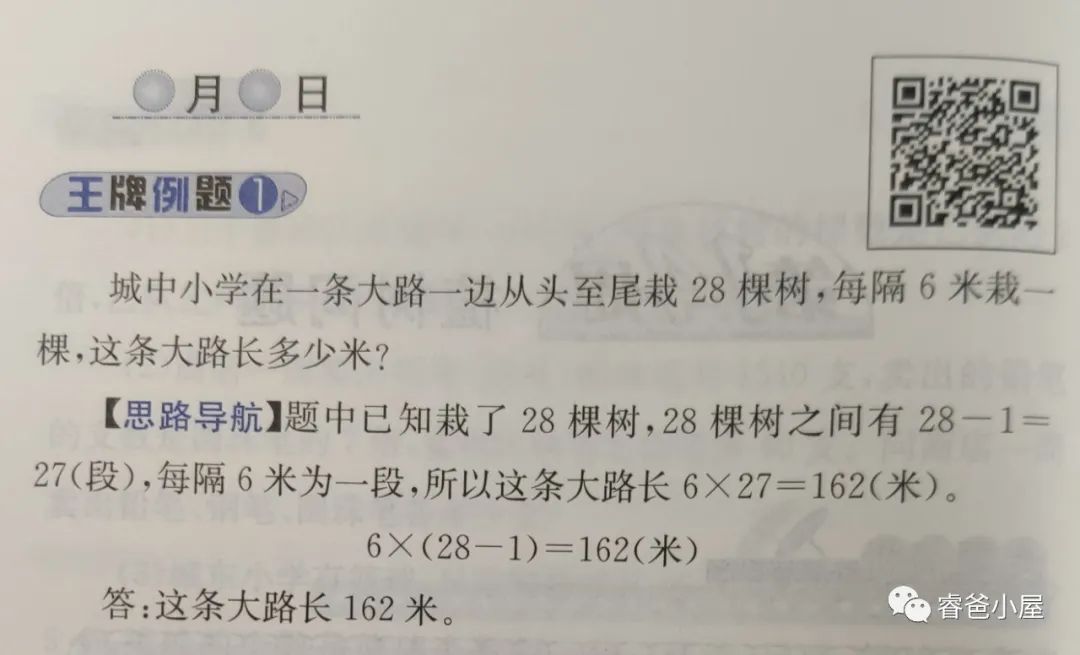 月 日
王牌例题1
城中小学在一条大路一边从头至尾栽 28 棵树,每隔 6 米栽一
棵,这条大路长多少米?
【思路导航】题中已知栽了 28 棵树,28 棵树之间有 28-1=
27(段),每隔 6 米为一段,所以这条大路长 6×27=162(米)。
6×(28-1)=162(米)
答:这条大路长 162 米。
睿爸小屋